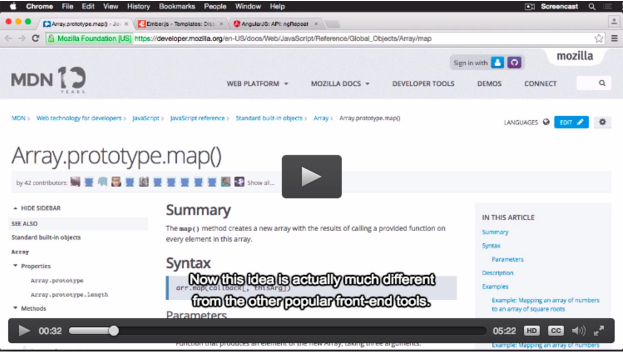 Chrome File Edit View History Bookmarks People Window Help Screencast
Array.prototype.map() - Ja
Ember.js - Templates: Dis
AngularJS: API: ngRepeat
Mozilla Foundation [US] https://developer.mozilla.org/en-US/docs/Web/JavaScript/Reference/Global_Objects/Array/map
Sign in with
mozilla
MDN 10 YEARS
WEB PLATFORM MOZILLA DOCS DEVELOPER TOOLS DEMOS CONNECT
MDN Web technology for developers JavaScript JavaScript reference Standard built-in objects Array Array.prototype.map()
LANGUAGES EDIT
Array.prototype.map()
by 42 contributors: Show all...
HIDE SIDEBAR
SEE ALSO
Standard built-in objects
Array
Properties
Array.prototype
Array.prototype.length
Methods
Summary
The map() method creates a new array with the results of calling a provided function on
every element in this array.
Syntax
arr.map(callback[, thisArg])
Now this idea is actually much different
from the other popular front-end tools.
Parameters
Function that produces an element of the new Array, taking three arguments:
IN THIS ARTICLE
Summary
Syntax
Parameters
Description
Examples
Example: Mapping an array of numbers
to an array of square roots
Example: Mapping an array of numbers
00:32 05:22 HD CC